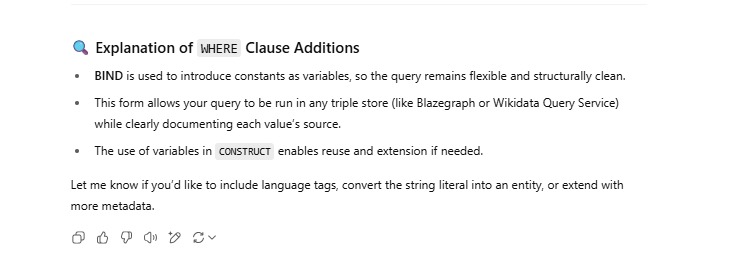 Explanation of WHERE Clause Additions
BIND is used to introduce constants as variables, so the query remains flexible and structurally clean.
This form allows your query to be run in any triple store (like Blazegraph or Wikidata Query Service)
while clearly documenting each value's source.
The use of variables in CONSTRUCT enables reuse and extension if needed.
Let me know if you'd like to include language tags, convert the string literal into an entity, or extend with
more metadata.